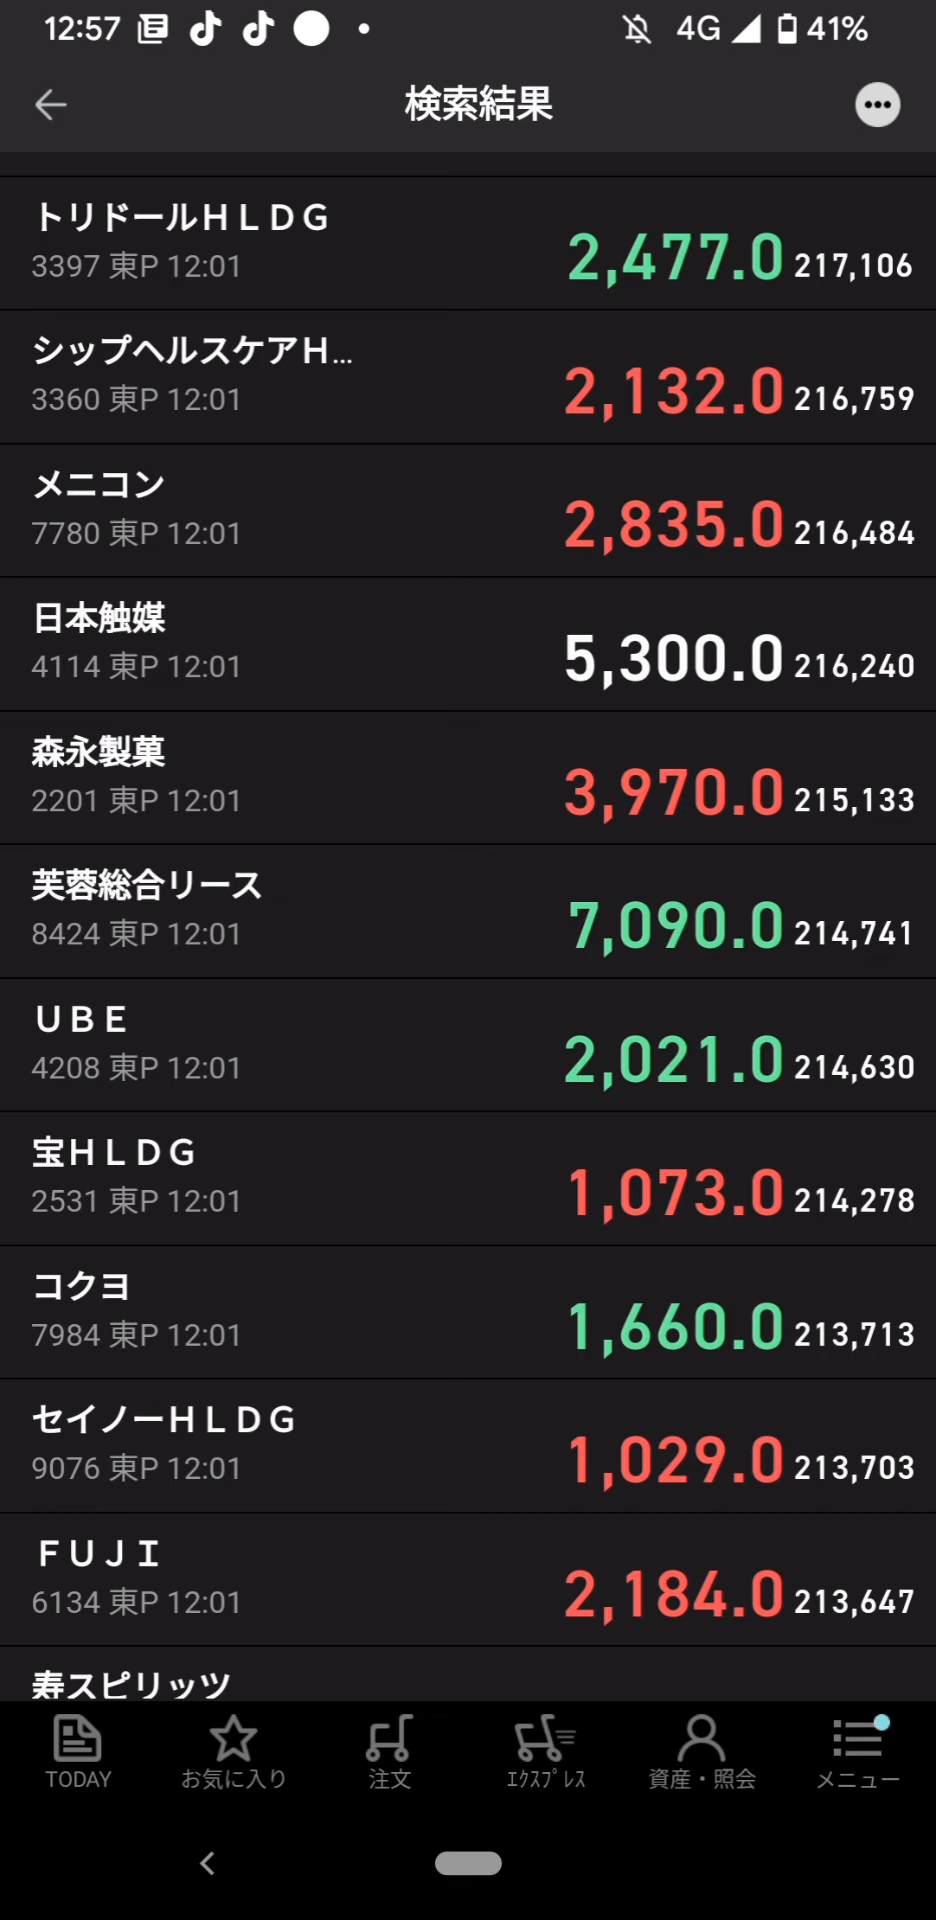 12:57 4G 41%
検索結果
トリドールＨＬＤＧ
3397 東P 12:01
2,477.0 217,106
シップヘルスケアＨ...
3360 東P 12:01
2,132.0 216,759
メニコン
7780 東P 12:01
2,835.0 216,484
日本触媒
4114 東P 12:01
5,300.0 216,240
森永製菓
2201 東P 12:01
3,970.0 215,133
芙蓉総合リース
8424 東P 12:01
7,090.0 214,741
ＵＢＥ
4208 東P 12:01
2,021.0 214,630
宝ＨＬＤＧ
2531 東P 12:01
1,073.0 214,278
コクヨ
7984 東P 12:01
1,660.0 213,713
セイノーＨＬＤＧ
9076 東P 12:01
1,029.0 213,703
ＦＵＪＩ
6134 東P 12:01
2,184.0 213,647
寿スピリッツ
TODAY お気に入り 注文 ｴｸｽﾌﾟﾚｽ 資産・照会 メニュー